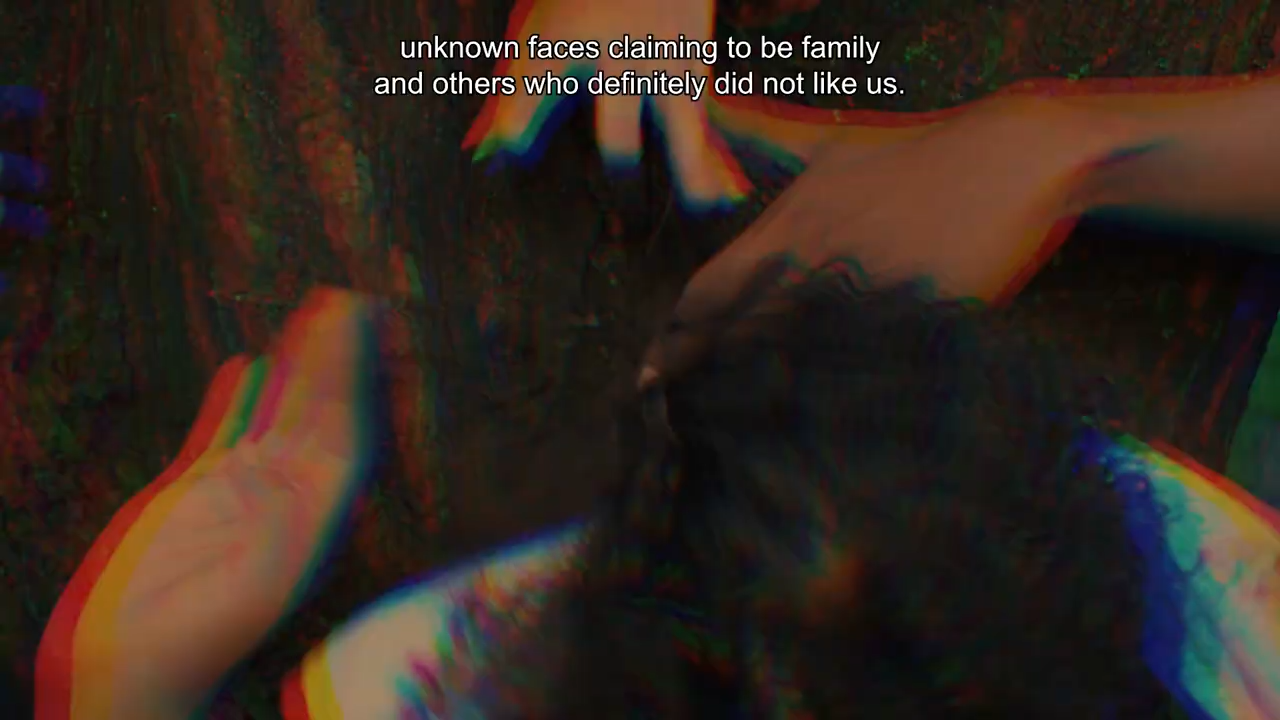 unknown faces claiming to be family
and others who definitely did not like us.